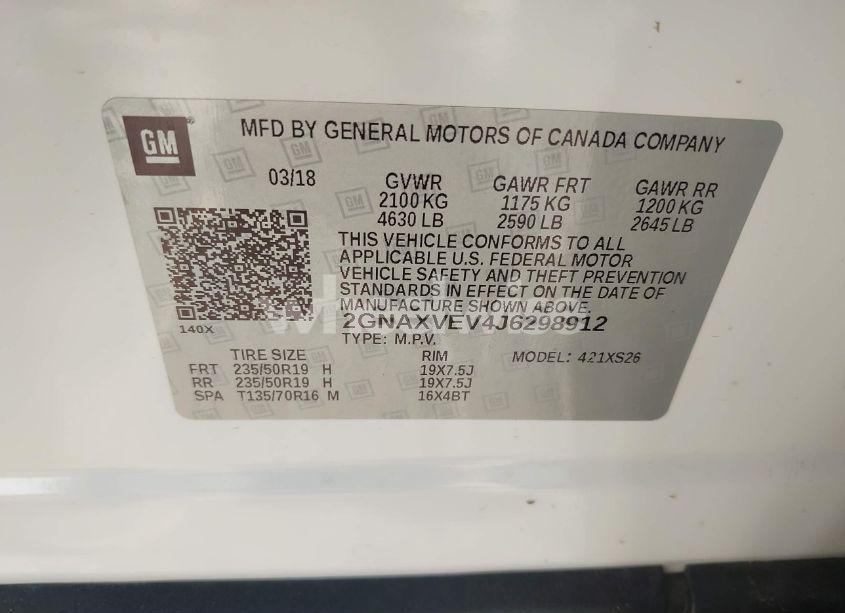 GM
MFD BY GENERAL MOTORS OF CANADA COMPANY
03/18 GVWR GAWR FRT GAWR RR
2100 KG 1175 KG 1200 KG
4630 LB 2590 LB 2645 LB
THIS VEHICLE CONFORMS TO ALL
APPLICABLE U.S. FEDERAL MOTOR
VEHICLE SAFETY AND THEFT PREVENTION
STANDARDS IN EFFECT ON THE DATE OF
MANUFACTURE SHOWN ABOVE.
2GNAXVEV4J6298912
140X
TYPE: M.P.V. MODEL: 421XS26
TIRE SIZE RIM
FRT 235/50R19 H 19X7.5J
RR 235/50R19 H 19X7.5J
SPA T135/70R16 M 16X4BT